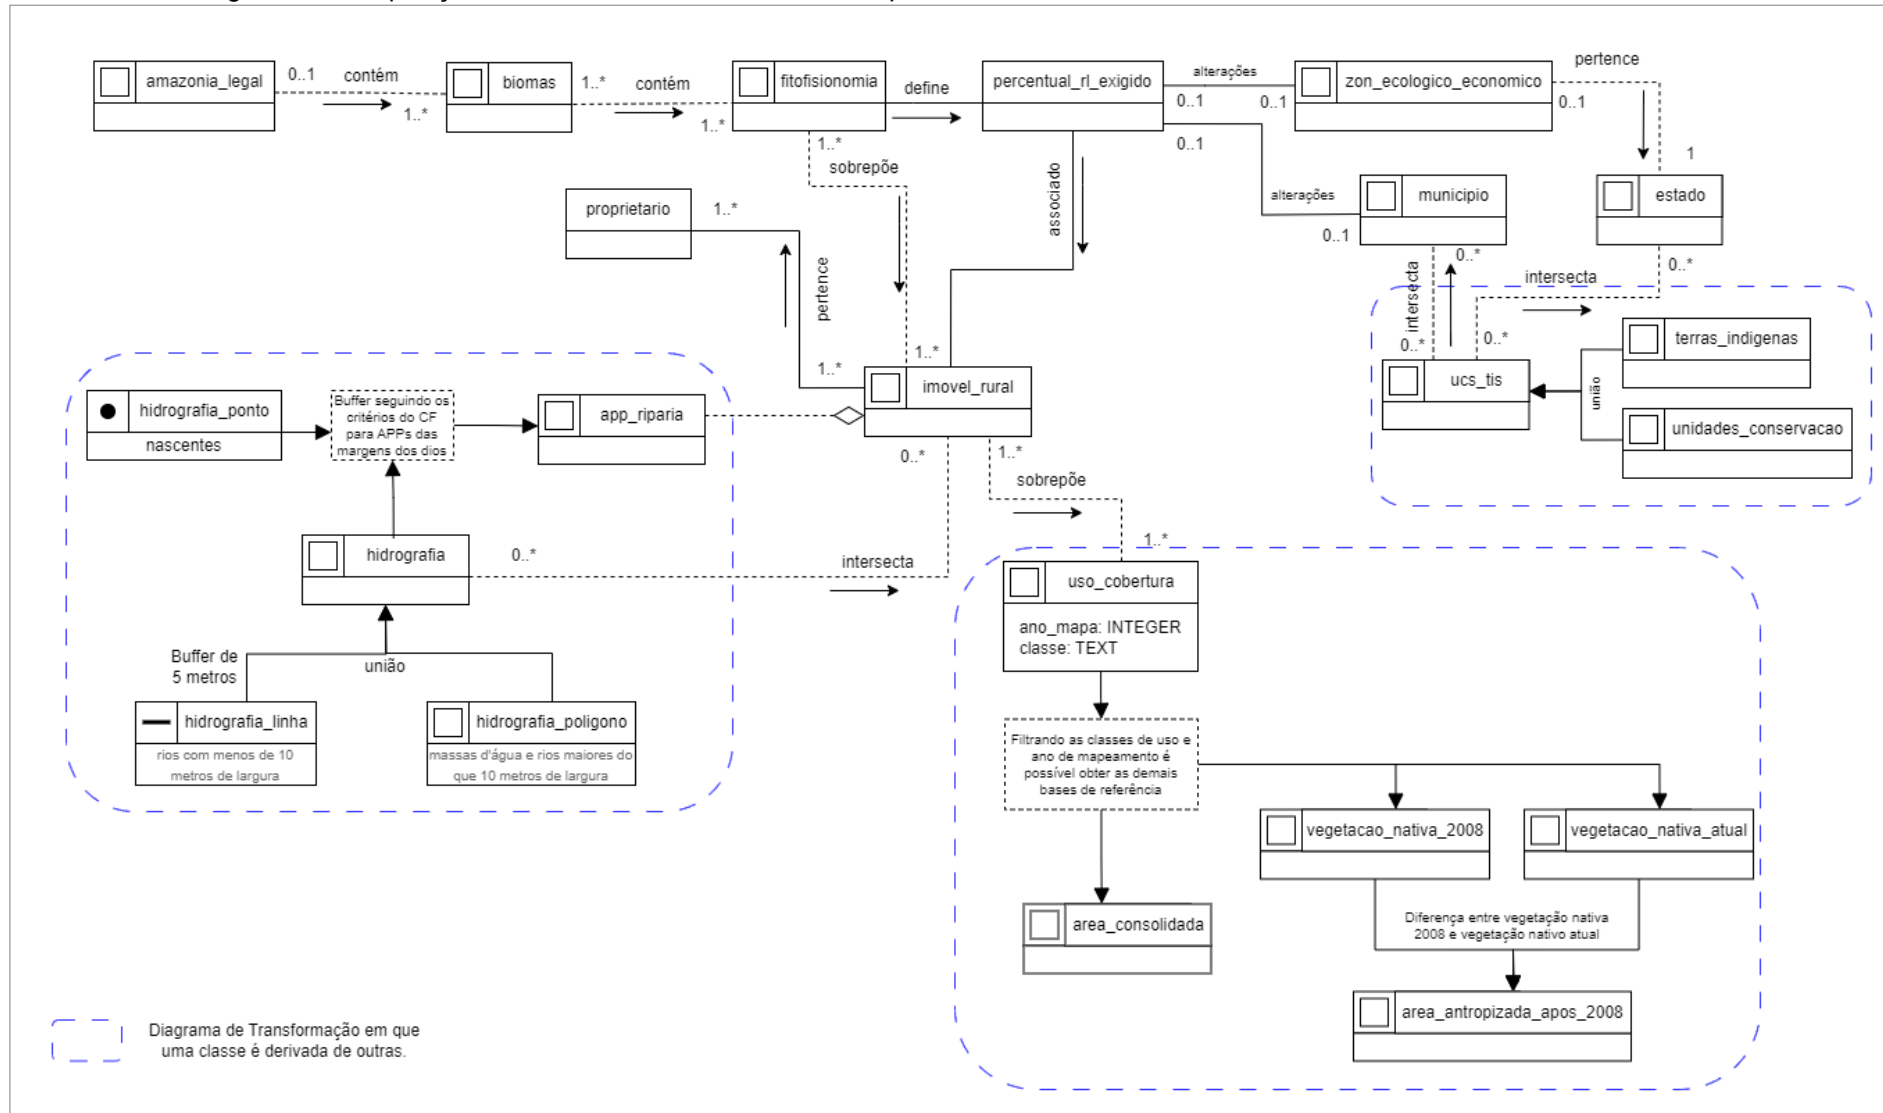 amazonia_legal
0..1
contém
1..*
biomas
1..*
contém
1..*
fitofisionomia
define
percentual_rl_exigido
alterações
0..1
0..1
zon_ecologico_economico
pertence
0..1
1
0..1
alterações
0..1
municipio
estado
1..*
sobrepõe
associado
proprietario
1..*
pertence
1..*
1..*
imovel_rural
0..*
1..*
0..*
intersecta
0..*
intersecta
0..*
0..*
ucs_tis
união
terras_indigenas
unidades_conservacao
hidrografia_ponto
nascentes
Buffer seguindo os
critérios do CF
para APPs das
margens dos dios
app_riparia
hidrografia
0..*
intersecta
sobrepõe
1..*
Buffer de
5 metros
união
hidrografia_linha
rios com menos de 10
metros de largura
hidrografia_poligono
massas d'água e rios maiores do
que 10 metros de largura
uso_cobertura
ano_mapa: INTEGER
classe: TEXT
Filtrando as classes de uso e
ano de mapeamento é
possível obter as demais
bases de referência
vegetacao_nativa_2008
vegetacao_nativa_atual
area_consolidada
Diferença entre vegetação nativa
2008 e vegetação nativo atual
area_antropizada_apos_2008
Diagrama de Transformação em que
uma classe é derivada de outras.